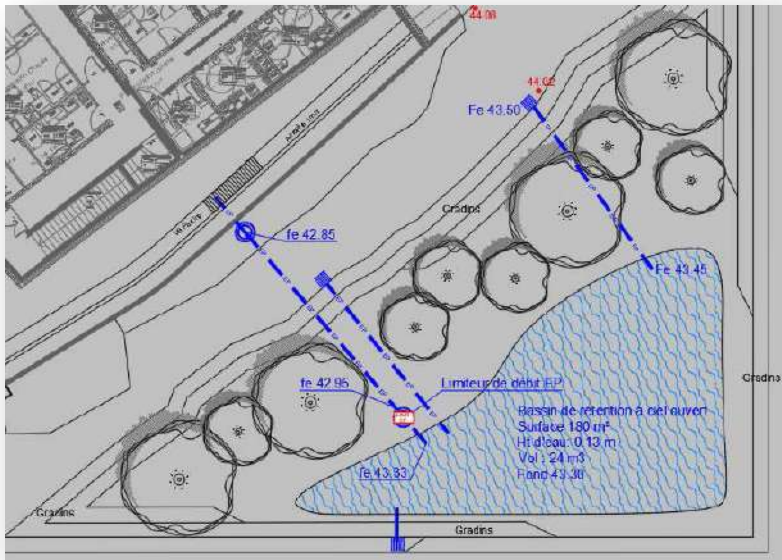 44.08
44.02
Fe 43.50
Gradins
fe 42.85
Fe 43.45
fe 42.95
Limiteur de débit EP
Gradins
Bassin de rétention à ciel ouvert
Surface 180 m²
Ht d'eau: 0.13 m
Vol : 24 m3
Fond 43.30
fe 43.33
Gradins
Gradins